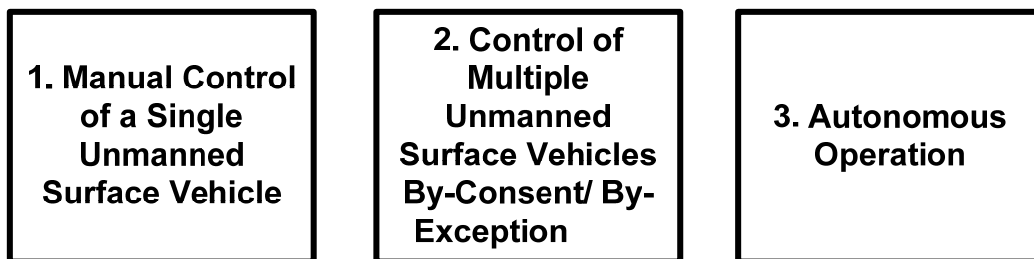 1. Manual Control
of a Single
Unmanned
Surface Vehicle
2. Control of
Multiple
Unmanned
Surface Vehicles
By-Consent/ By-
Exception
3. Autonomous
Operation